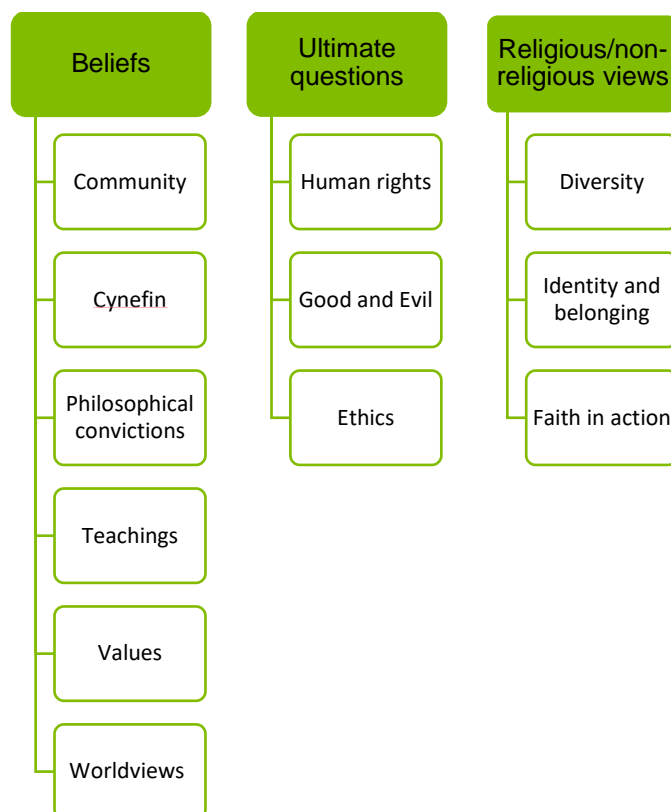 Beliefs
Community
Cynefin
Philosophical
convictions
Teachings
Values
Worldviews
Ultimate
questions
Human rights
Good and Evil
Ethics
Religious/non-
religious views
Diversity
Identity and
belonging
Faith in action